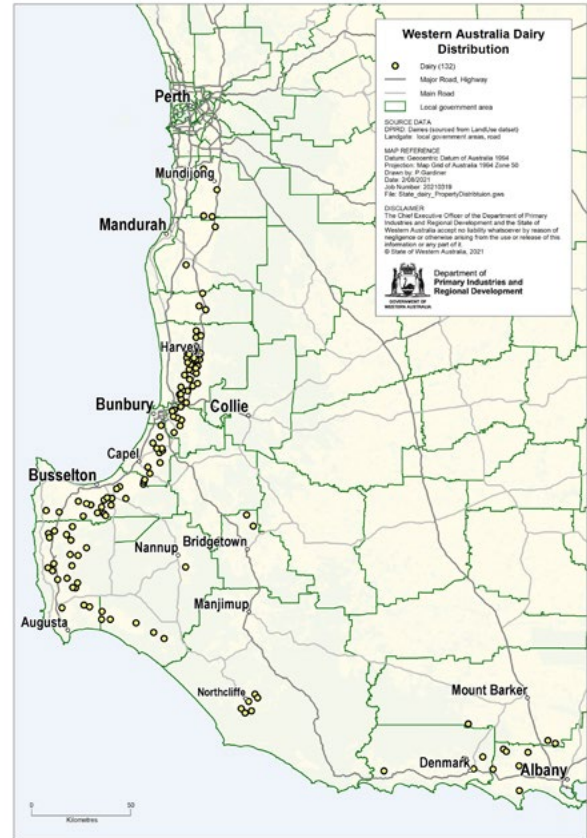 Western Australia Dairy
Distribution
Dairy (132)
Major Road, Highway
Main Road
Local government area
SOURCE DATA
DPIRD: Dairies (sourced from LandUse dataset)
Landgate: local government areas, road
MAP REFERENCE
Datum: Geocentric Datum of Australia 1994
Projection: Map Grid of Australia 1994 Zone 50
Drawn by: P.Gardiner
Date: 2/08/2021
Job Number: 20210319
File: State_dairy_PropertyDistribtuion.gws
DISCLAIMER
The Chief Executive Officer of the Department of Primary
Industries and Regional Development and the State of
Western Australia accept no liability whatsoever by reason of
negligence or otherwise arising from the use or release of this
information or any part of it.
© State of Western Australia, 2021
GOVERNMENT OF
WESTERN AUSTRALIA
Department of
Primary Industries and
Regional Development
Perth
Mundijong
Mandurah
Harvey
Bunbury
Collie
Capel
Busselton
Nannup
Bridgetown
Manjimup
Augusta
Northcliffe
Mount Barker
Denmark
Albany
0
50
Kilometres